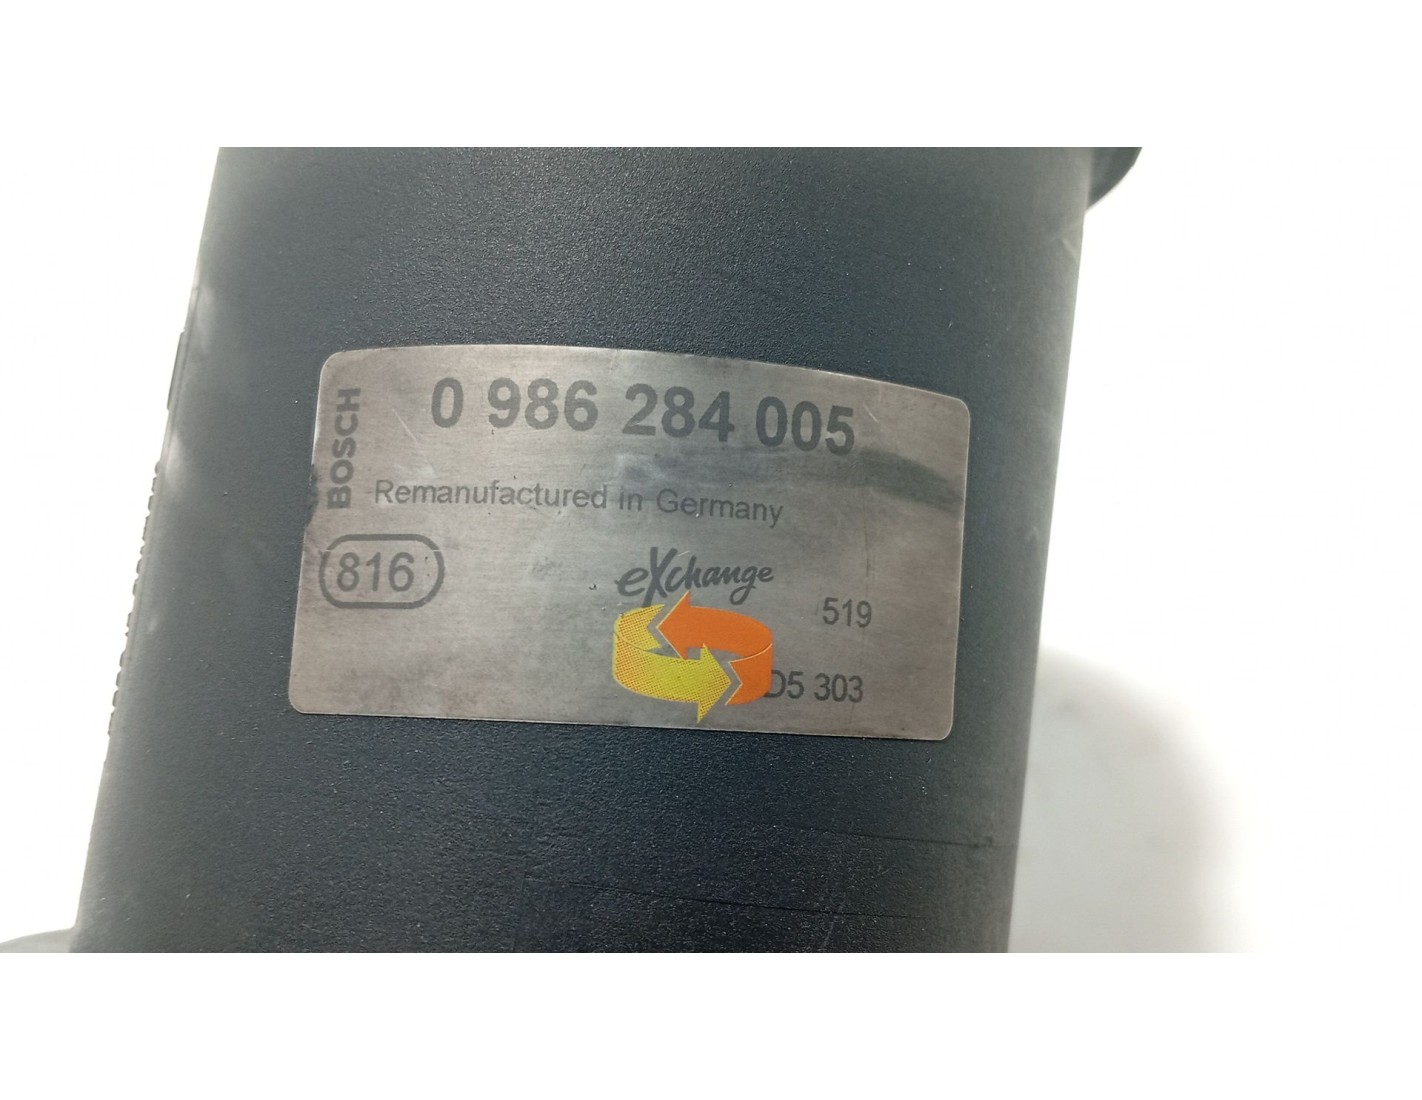 BOSCH
0 986 284 005
Remanufactured in Germany
816
eXchange
519
D5 303